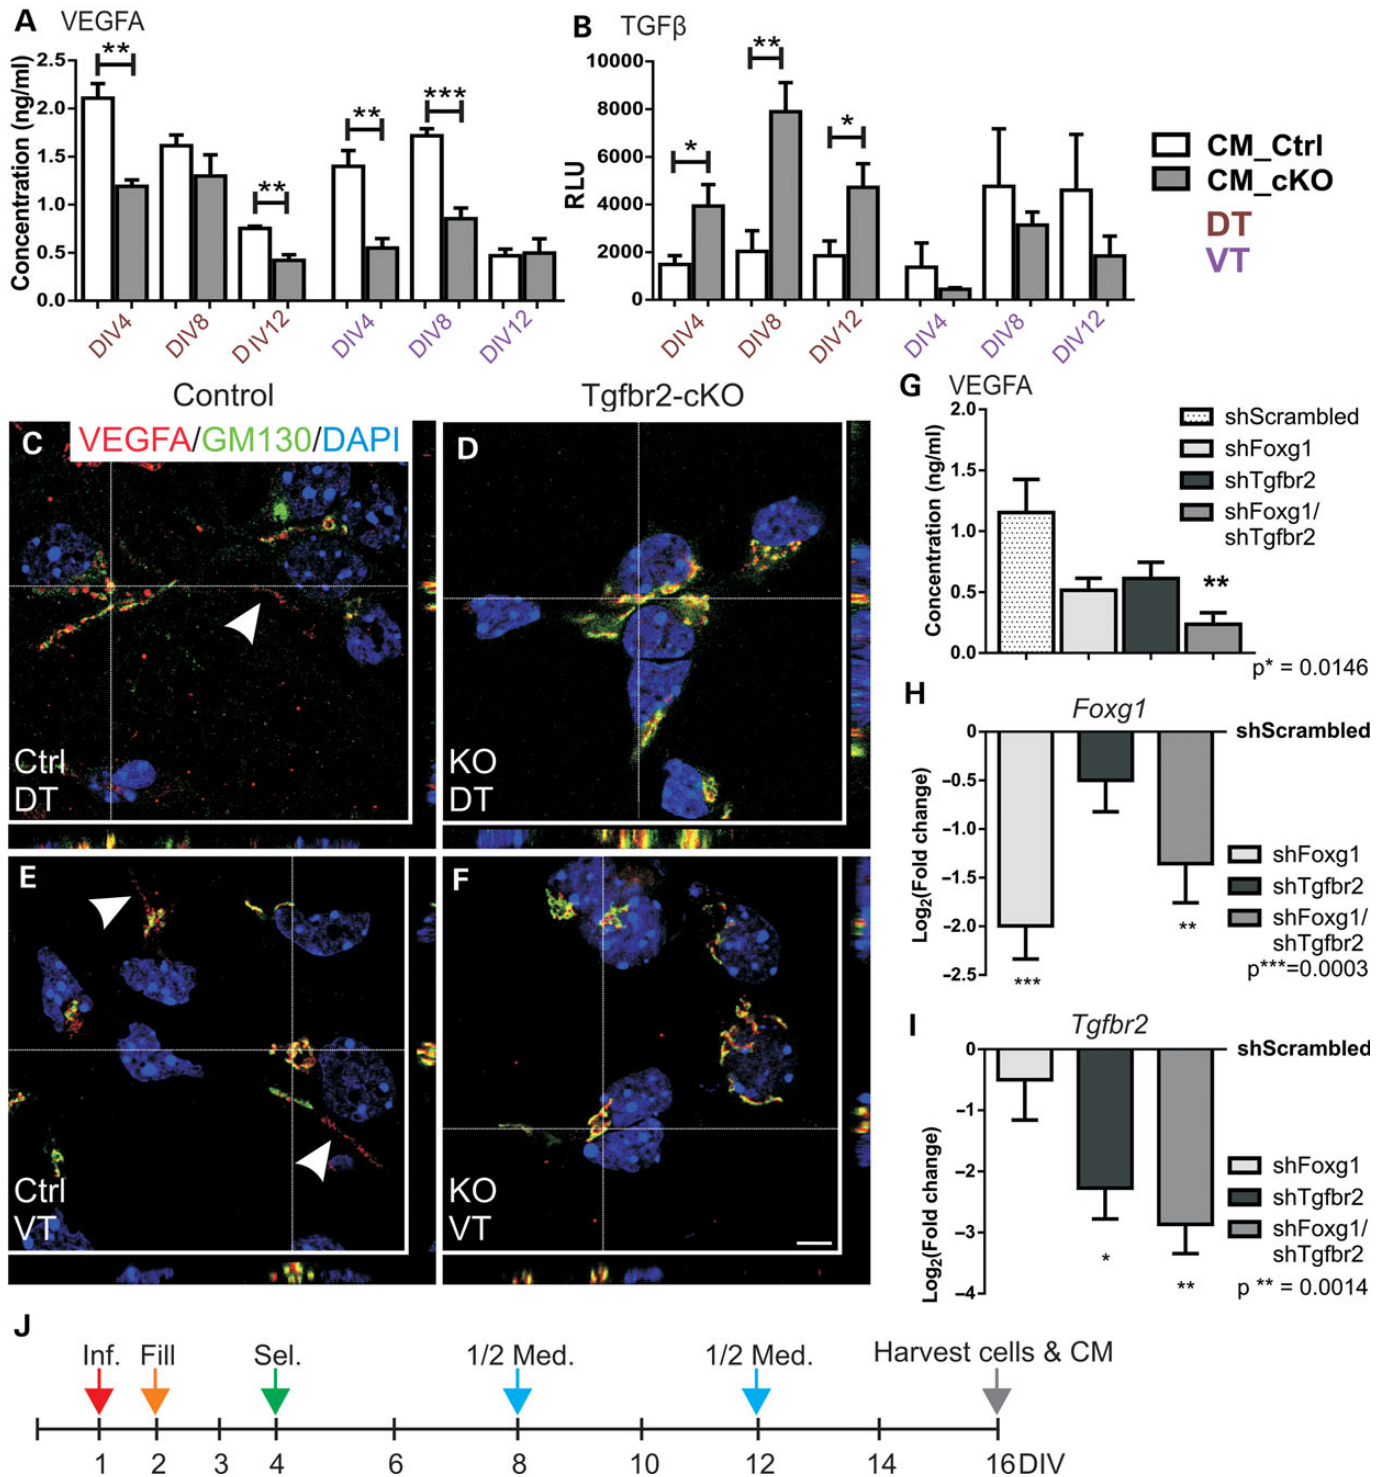 A VEGFA
**
**
**
***
2.5
2.0
1.5
1.0
0.5
0.0
Concentration (ng/ml)
DIV4
DIV8
DIV12
DIV4
DIV8
DIV12
B TGFβ
*
**
*
10000
8000
6000
4000
2000
0
RLU
DIV4
DIV8
DIV12
DIV4
DIV8
DIV12
CM_Ctrl
CM_cKO
DT
VT
Control
Tgfbr2-cKO
C VEGFA/GM130/DAPI
Ctrl
DT
D
KO
DT
E
Ctrl
VT
F
KO
VT
G VEGFA
2.0
1.5
1.0
0.5
0.0
Concentration (ng/ml)
shScrambled
shFoxg1
shTgfbr2
shFoxg1/
shTgfbr2
**
p* = 0.0146
H
Foxg1
0
−0.5
−1.0
−1.5
−2.0
−2.5
Log2(Fold change)
shScrambled
shFoxg1
shTgfbr2
shFoxg1/
shTgfbr2
p***=0.0003
***
**
I
Tgfbr2
0
−1
−2
−3
−4
Log2(Fold change)
shScrambled
shFoxg1
shTgfbr2
shFoxg1/
shTgfbr2
p ** = 0.0014
*
**
J
Inf. Fill Sel. 1/2 Med. 1/2 Med. Harvest cells & CM
1 2 3 4 6 8 10 12 14 16 DIV